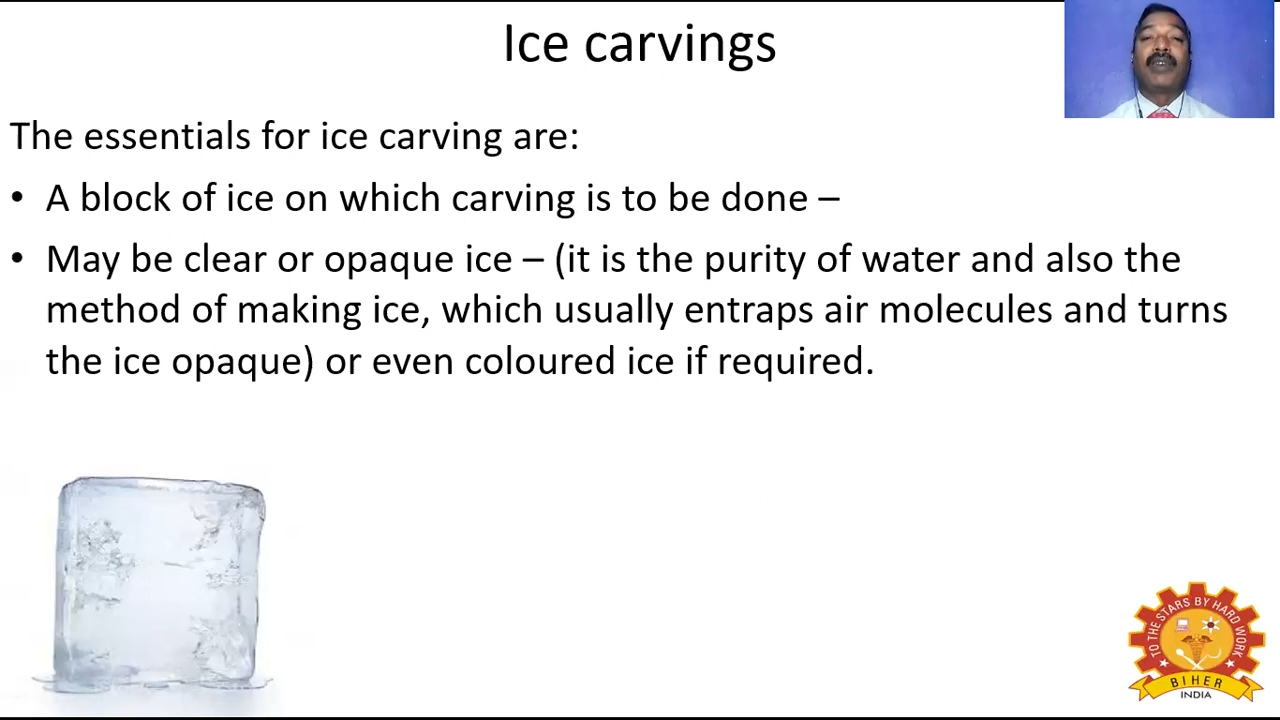 Ice carvings
The essentials for ice carving are:
• A block of ice on which carving is to be done –
• May be clear or opaque ice – (it is the purity of water and also the
method of making ice, which usually entraps air molecules and turns
the ice opaque) or even coloured ice if required.
TO THE STARS BY HARD WORK
BIHER
INDIA